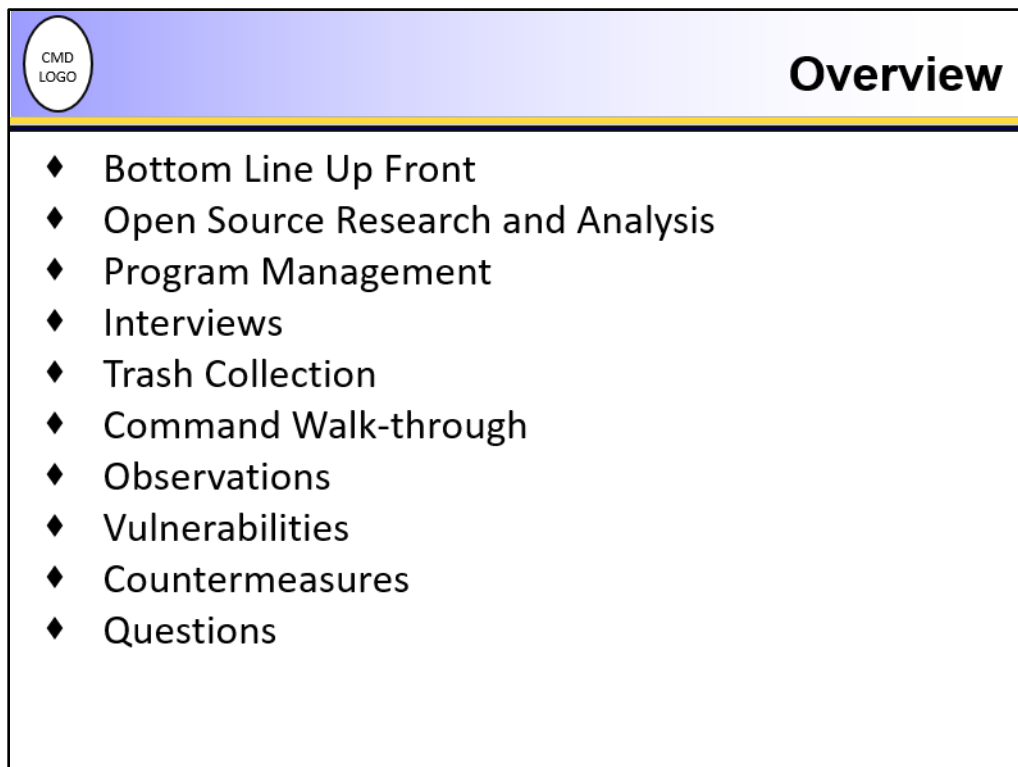 CMD
LOGO
Overview
Bottom Line Up Front
Open Source Research and Analysis
Program Management
Interviews
Trash Collection
Command Walk-through
Observations
Vulnerabilities
Countermeasures
Questions